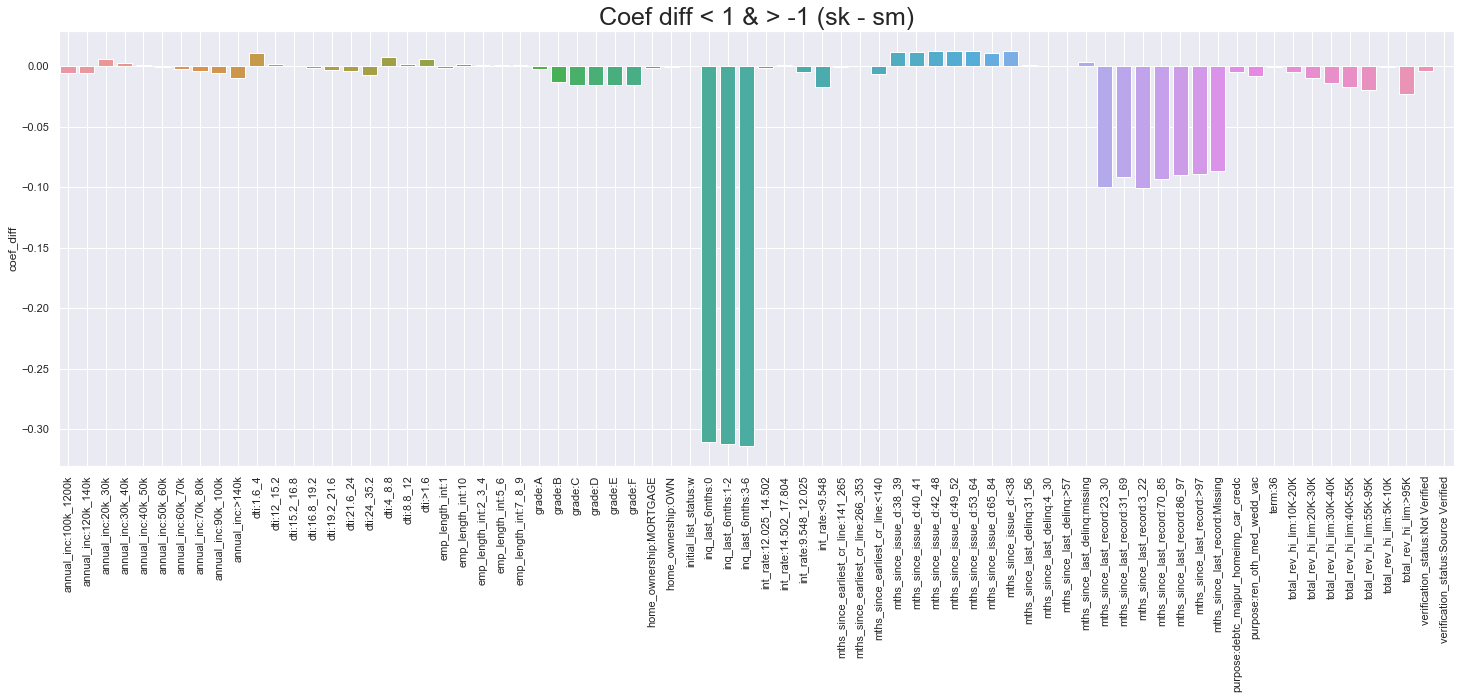 Coef diff < 1 & > -1 (sk - sm)
coef_diff
0.00
−0.05
−0.10
−0.15
−0.20
−0.25
−0.30
annual_inc:100k_1200k
annual_inc:120k_140k
annual_inc:20k_30k
annual_inc:30k_40k
annual_inc:40k_50k
annual_inc:50k_60k
annual_inc:60k_70k
annual_inc:70k_80k
annual_inc:90k_100k
annual_inc:>140k
dti:1.6_4
dti:12_15.2
dti:15.2_16.8
dti:16.8_19.2
dti:19.2_21.6
dti:21.6_24
dti:24_35.2
dti:4_8.8
dti:8.8_12
dti:>1.6
emp_length_int:1
emp_length_int:10
emp_length_int:2_3_4
emp_length_int:5_6
emp_length_int:7_8_9
grade:A
grade:B
grade:C
grade:D
grade:E
grade:F
home_ownership:MORTGAGE
home_ownership:OWN
initial_list_status:w
inq_last_6mths:0
inq_last_6mths:1-2
inq_last_6mths:3-6
int_rate:12.025_14.502
int_rate:14.502_17.804
int_rate:9.548_12.025
int_rate:<9.548
mths_since_earliest_cr_line:141_265
mths_since_earliest_cr_line:266_353
mths_since_earliest_cr_line:<140
mths_since_issue_d:38_39
mths_since_issue_d:40_41
mths_since_issue_d:42_48
mths_since_issue_d:49_52
mths_since_issue_d:53_64
mths_since_issue_d:65_84
mths_since_issue_d:<38
mths_since_last_delinq:31_56
mths_since_last_delinq:4_30
mths_since_last_delinq:>57
mths_since_last_delinq:missing
mths_since_last_record:23_30
mths_since_last_record:31_69
mths_since_last_record:3_22
mths_since_last_record:70_85
mths_since_last_record:86_97
mths_since_last_record:>97
mths_since_last_record:Missing
purpose:debtc_majpur_homeimp_car_credc
purpose:ren_oth_med_wedd_vac
term:36
total_rev_hi_lim:10K-20K
total_rev_hi_lim:20K-30K
total_rev_hi_lim:30K-40K
total_rev_hi_lim:40K-55K
total_rev_hi_lim:55K-95K
total_rev_hi_lim:5K-10K
total_rev_hi_lim:>95K
verification_status:Not Verified
verification_status:Source Verified